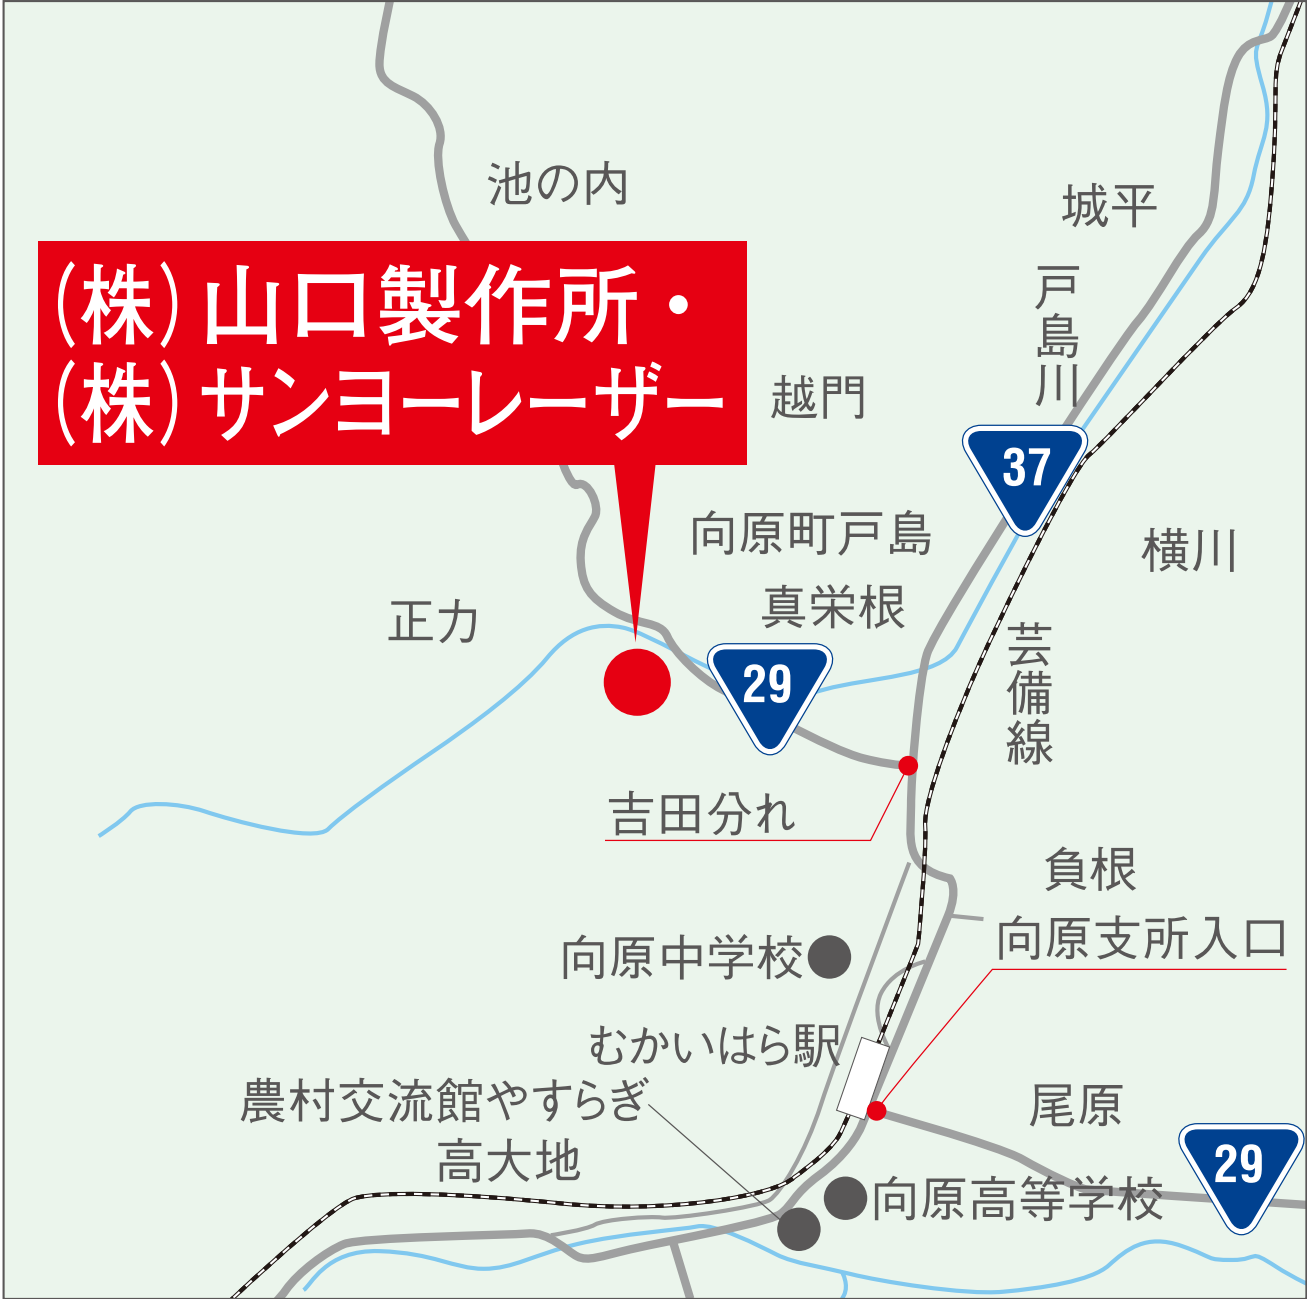 池の内
城平
(株) 山口製作所・
(株) サンヨーレーザー
戸島川
越門
37
向原町戸島
横川
真栄根
正力
芸備線
29
吉田分れ
負根
向原支所入口
向原中学校
むかいはら駅
農村交流館やすらぎ
尾原
高大地
29
向原高等学校